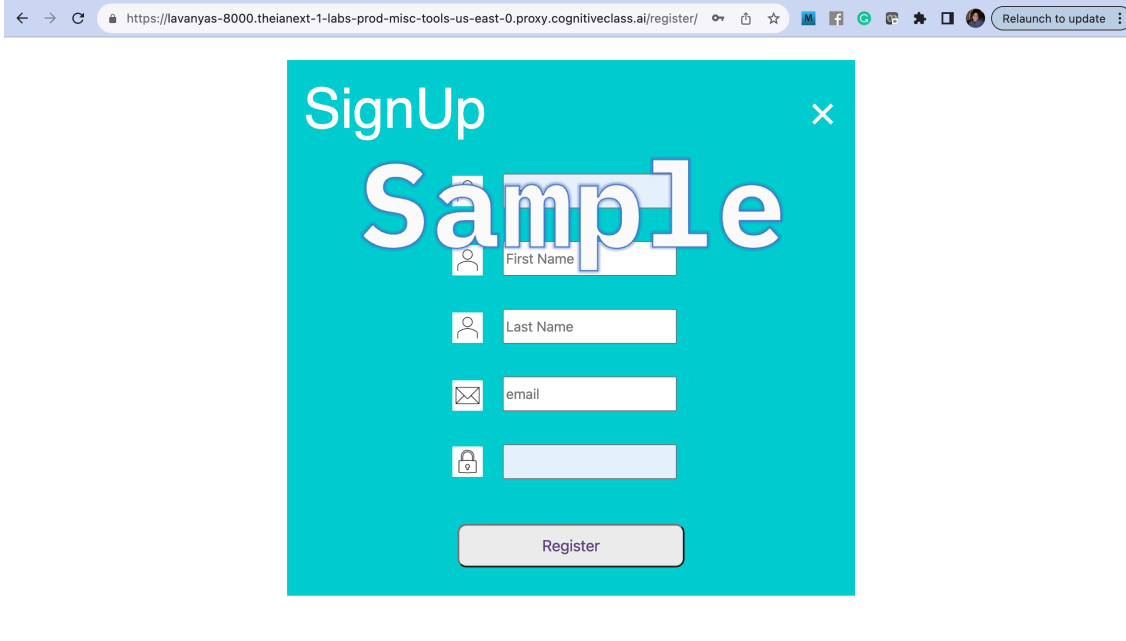 https://lavanyas-8000.theianext-1-labs-prod-misc-tools-us-east-0.proxy.cognitiveclass.ai/register/
Relaunch to update
SignUp
×
Sample
First Name
Last Name
email
Register